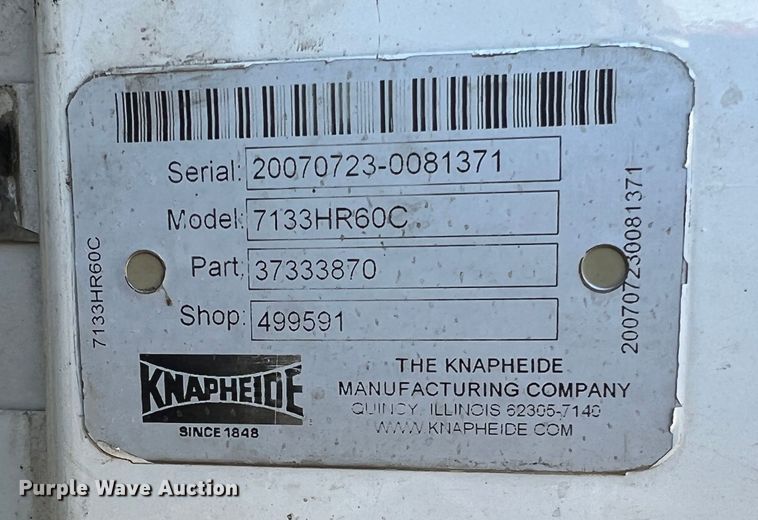 Serial: 20070723-0081371
Model: 7133HR60C
Part: 37333870
Shop: 499591
KNAPHEIDE
SINCE 1848
THE KNAPHEIDE
MANUFACTURING COMPANY
QUINCY, ILLINOIS 62305-7140
WWW.KNAPHEIDE.COM
7133HR60C
200707230081371
Purple Wave Auction